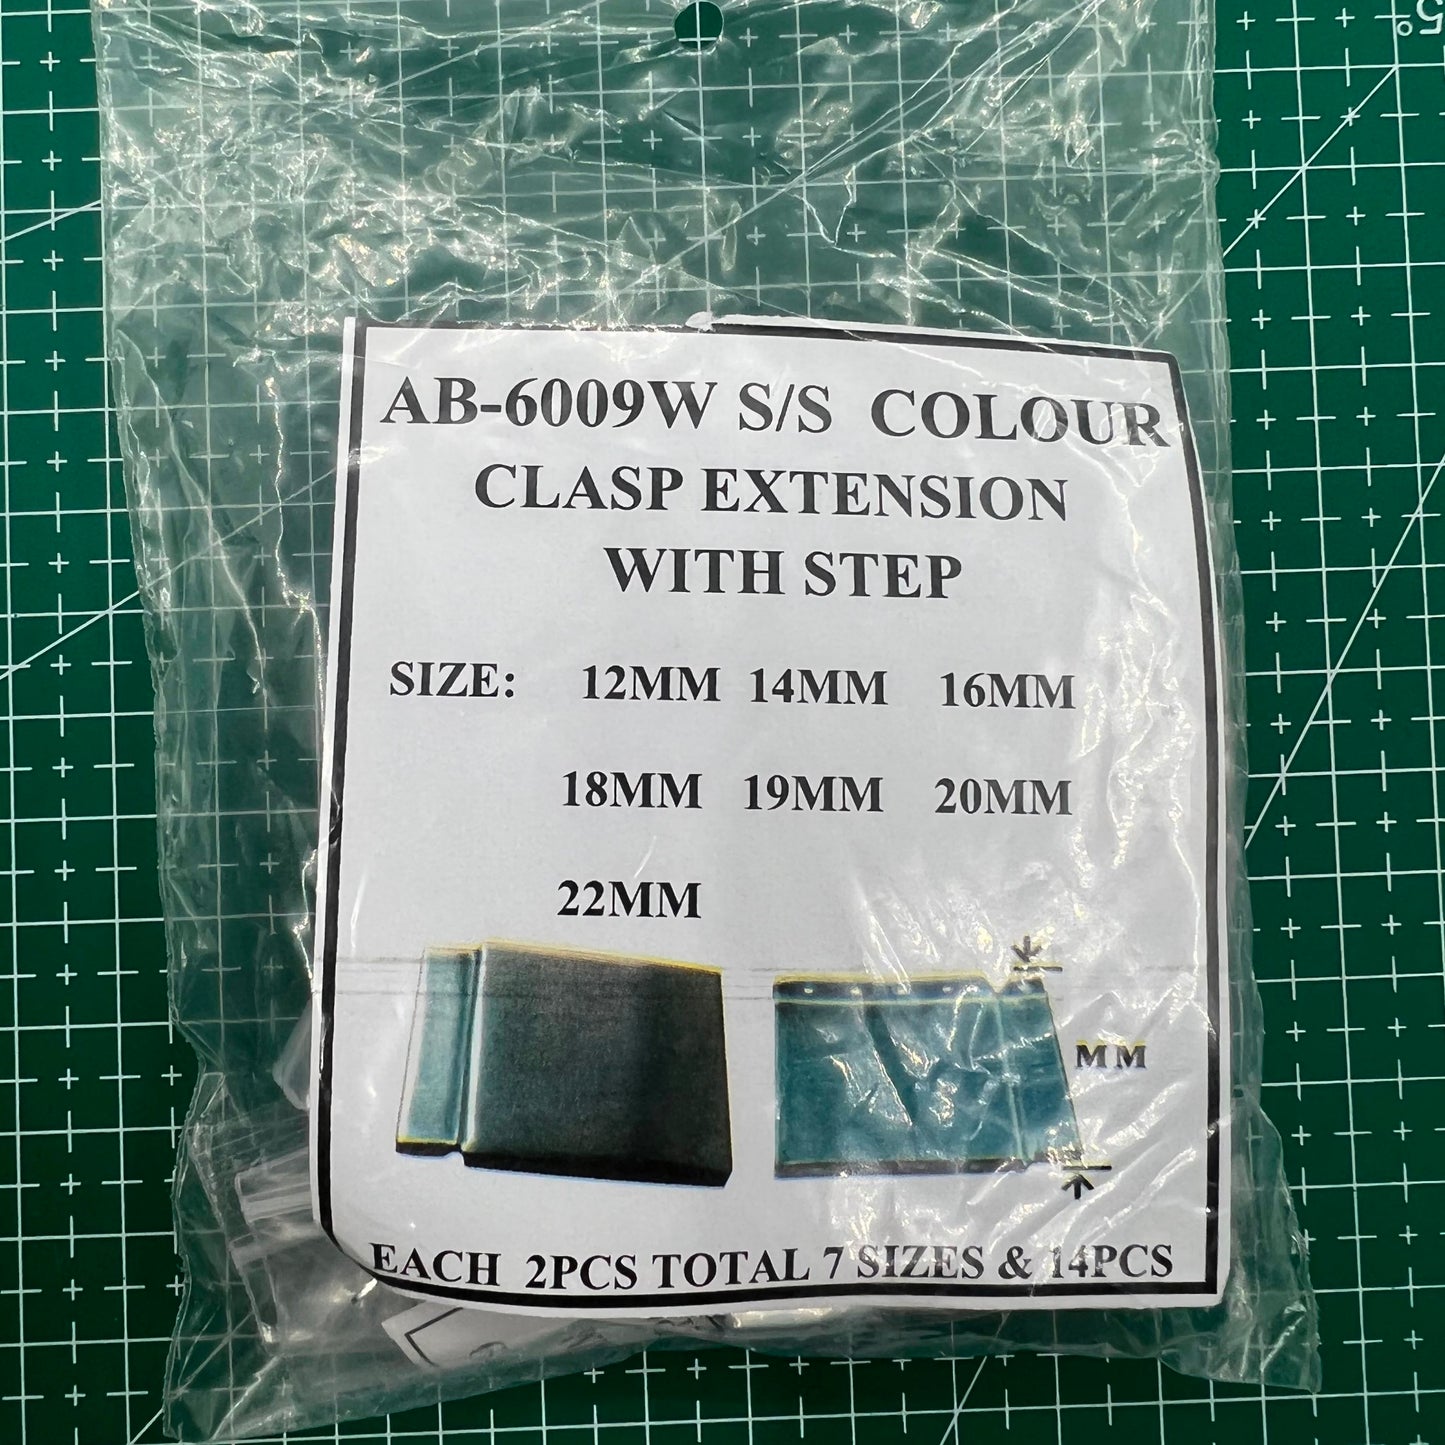 5°
AB-6009W S/S COLOUR
CLASP EXTENSION
WITH STEP
SIZE: 12MM 14MM 16MM
18MM 19MM 20MM
22MM
MM
EACH 2PCS TOTAL 7 SIZES & 14PCS